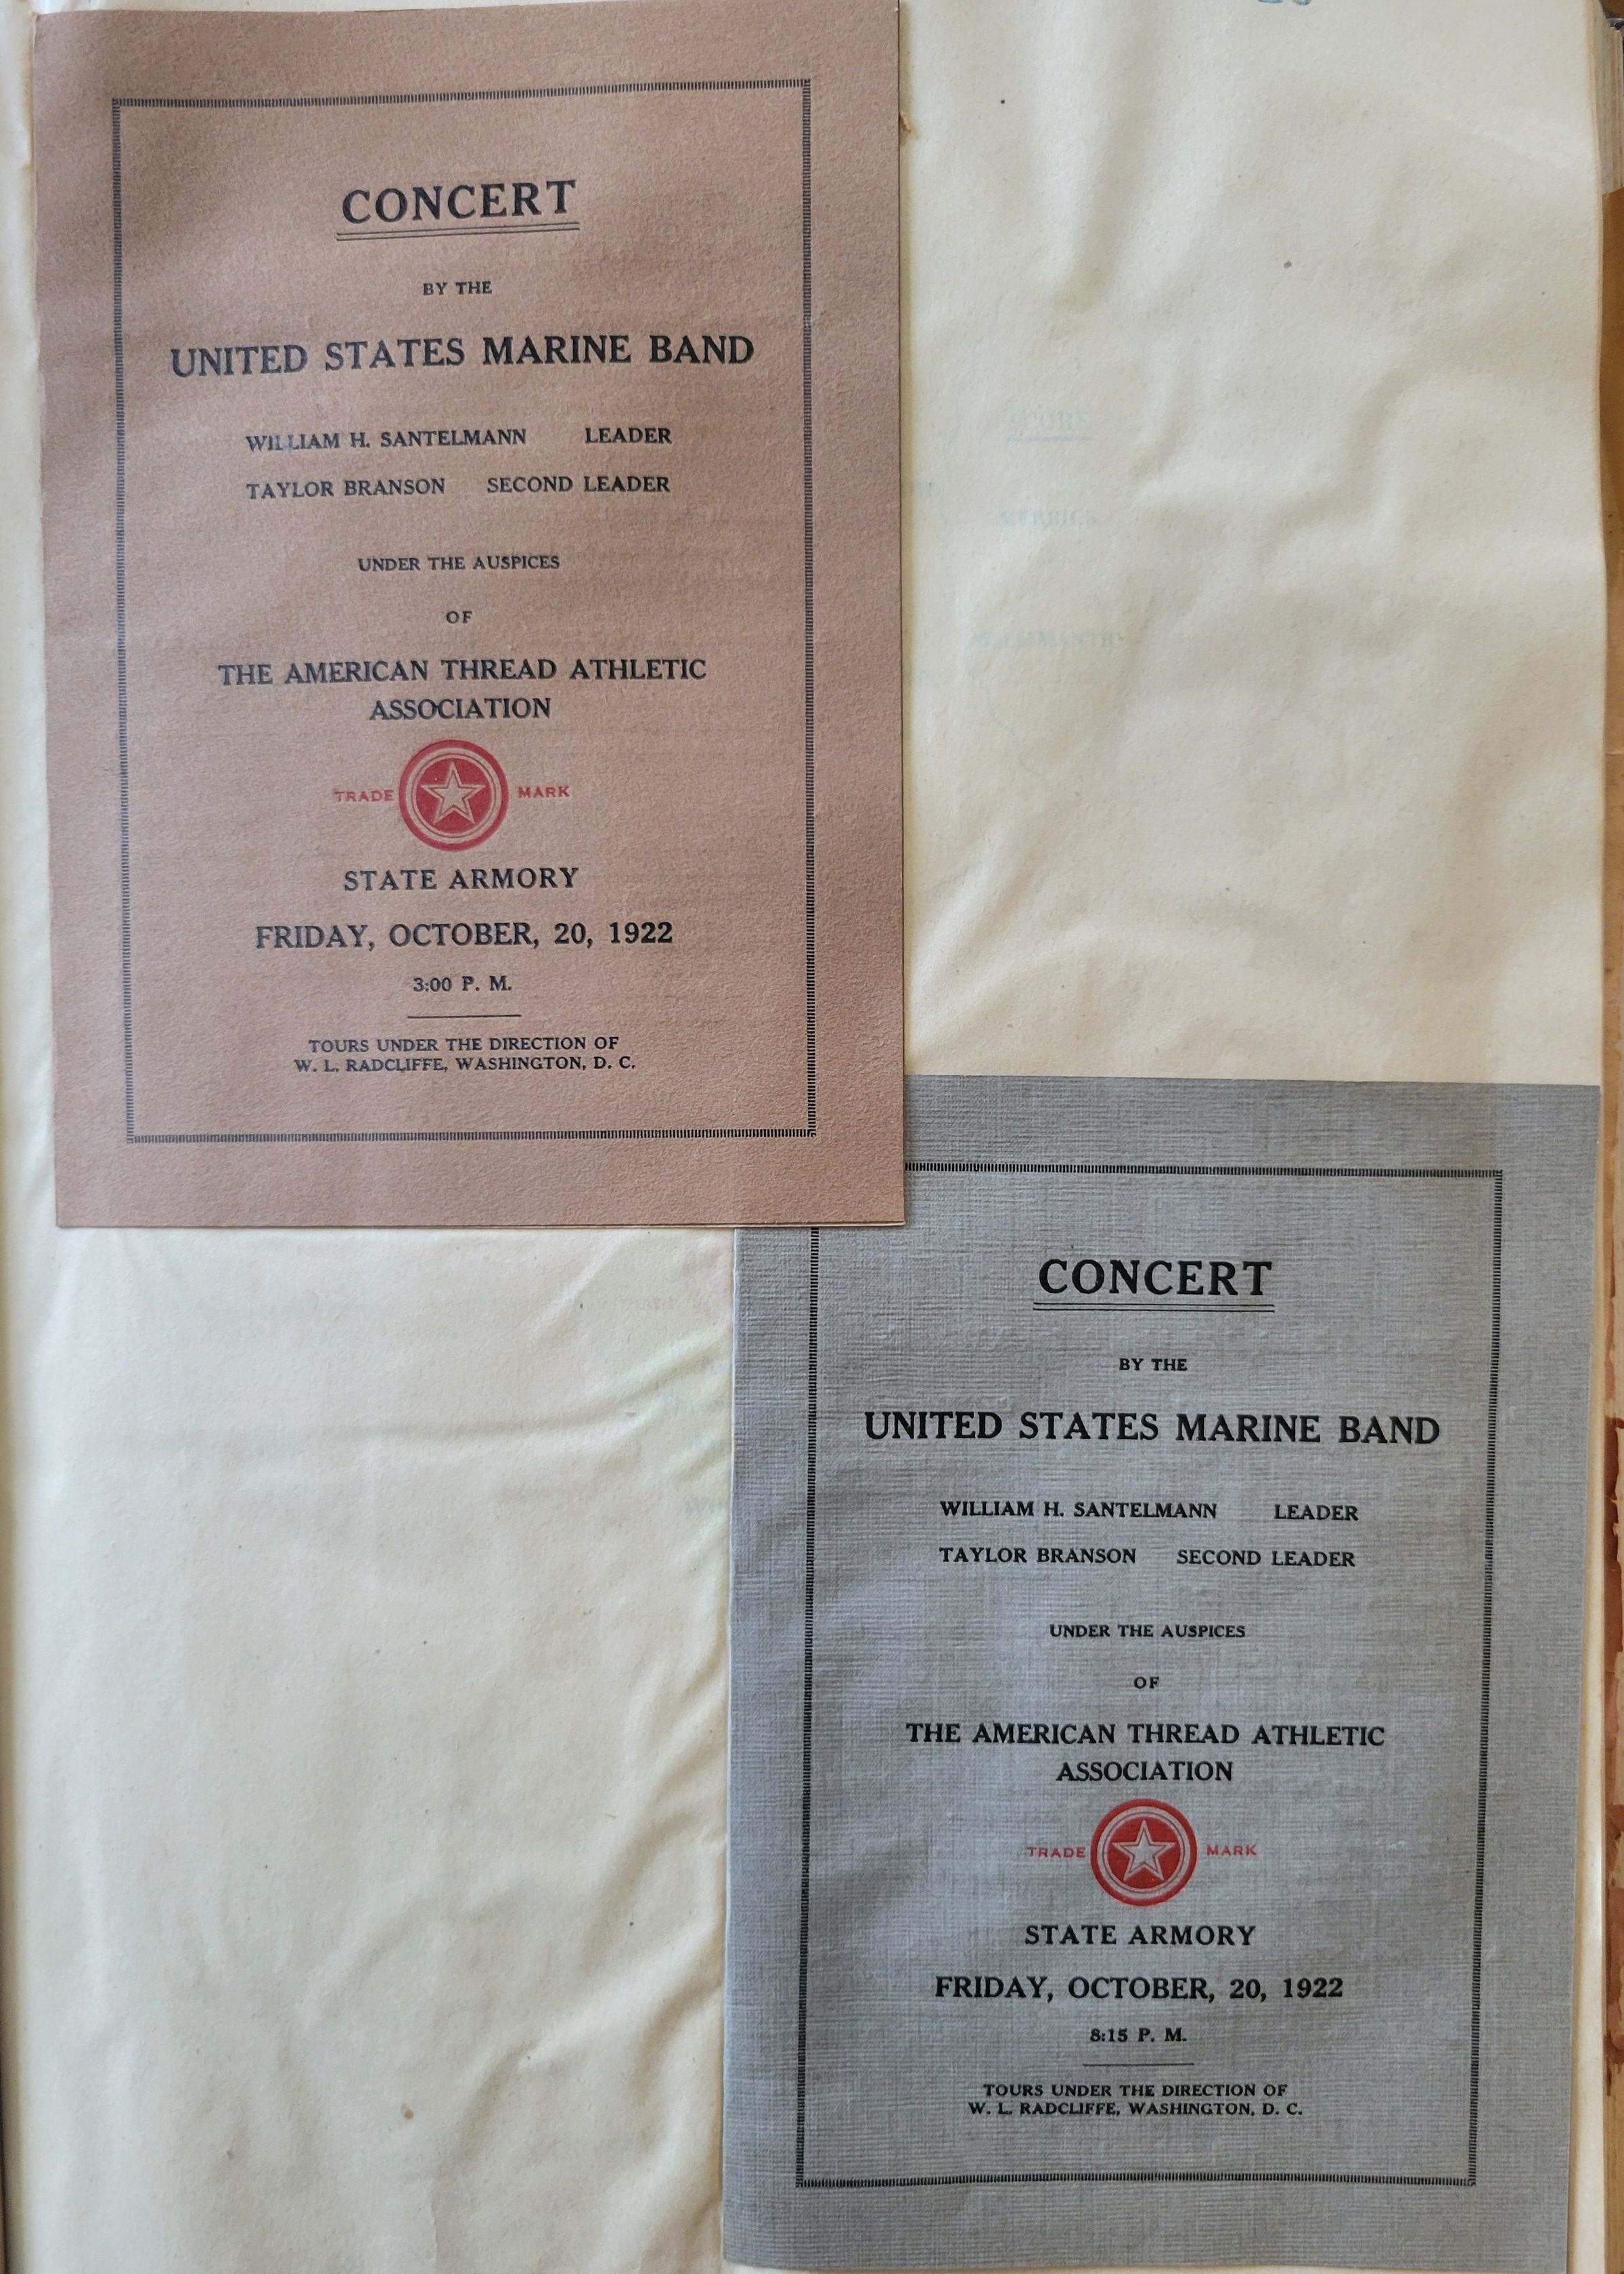 CONCERT
BY THE
UNITED STATES MARINE BAND
WILLIAM H. SANTELMANN LEADER
TAYLOR BRANSON SECOND LEADER
UNDER THE AUSPICES
OF
THE AMERICAN THREAD ATHLETIC
ASSOCIATION
TRADE MARK
STATE ARMORY
FRIDAY, OCTOBER, 20, 1922
3:00 P. M.
TOURS UNDER THE DIRECTION OF
W. L. RADCLIFFE, WASHINGTON, D. C.
CONCERT
BY THE
UNITED STATES MARINE BAND
WILLIAM H. SANTELMANN LEADER
TAYLOR BRANSON SECOND LEADER
UNDER THE AUSPICES
OF
THE AMERICAN THREAD ATHLETIC
ASSOCIATION
TRADE MARK
STATE ARMORY
FRIDAY, OCTOBER, 20, 1922
8:15 P. M.
TOURS UNDER THE DIRECTION OF
W. L. RADCLIFFE, WASHINGTON, D. C.